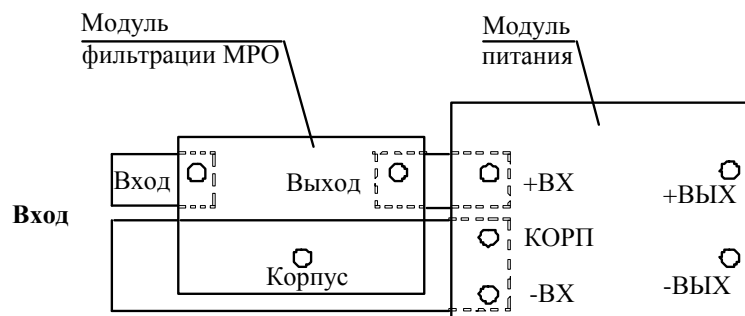 Модуль
фильтрации МРО
Модуль
питания
Вход
Выход
+ВХ
+ВЫХ
Вход
КОРП
Корпус
-ВХ
-ВЫХ